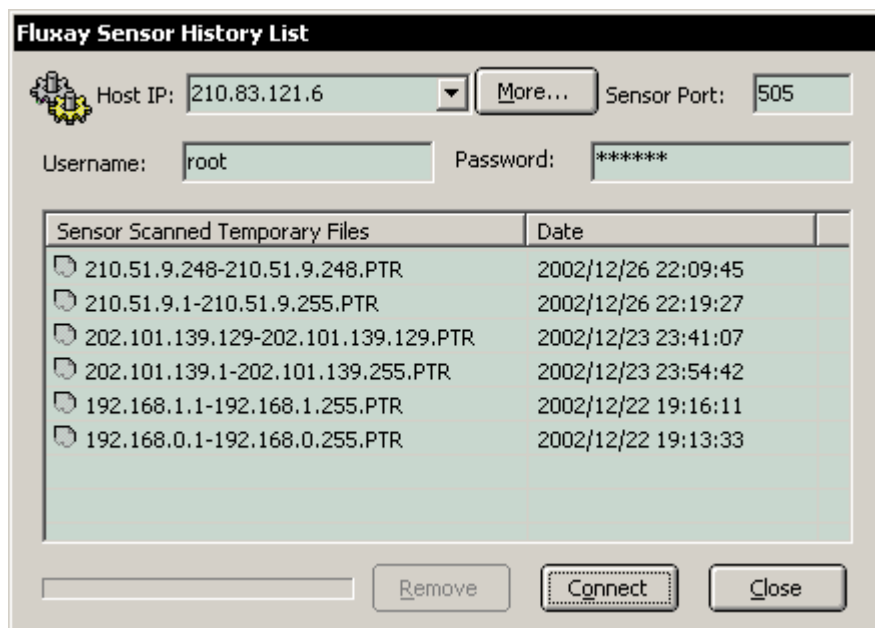 Fluxay Sensor History List
Host IP: 210.83.121.6 More... Sensor Port: 505
Username: root Password: ******
Sensor Scanned Temporary Files Date
210.51.9.248-210.51.9.248.PTR 2002/12/26 22:09:45
210.51.9.1-210.51.9.255.PTR 2002/12/26 22:19:27
202.101.139.129-202.101.139.129.PTR 2002/12/23 23:41:07
202.101.139.1-202.101.139.255.PTR 2002/12/23 23:54:42
192.168.1.1-192.168.1.255.PTR 2002/12/22 19:16:11
192.168.0.1-192.168.0.255.PTR 2002/12/22 19:13:33
Remove Connect Close